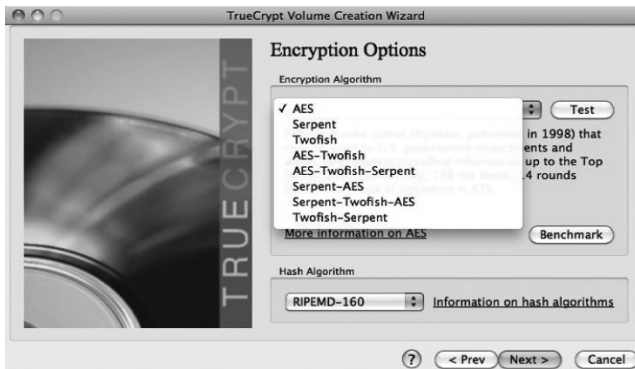 TrueCrypt Volume Creation Wizard
TRUECRYPT
Encryption Options
Encryption Algorithm
✓ AES
Serpent
Twofish
AES-Twofish
AES-Twofish-Serpent
Serpent-AES
Serpent-Twofish-AES
Twofish-Serpent
Test
in 1998) that
ents and
up to the Top
14 rounds
More information on AES
Benchmark
Hash Algorithm
RIPEMD-160
Information on hash algorithms
?
< Prev
Next >
Cancel